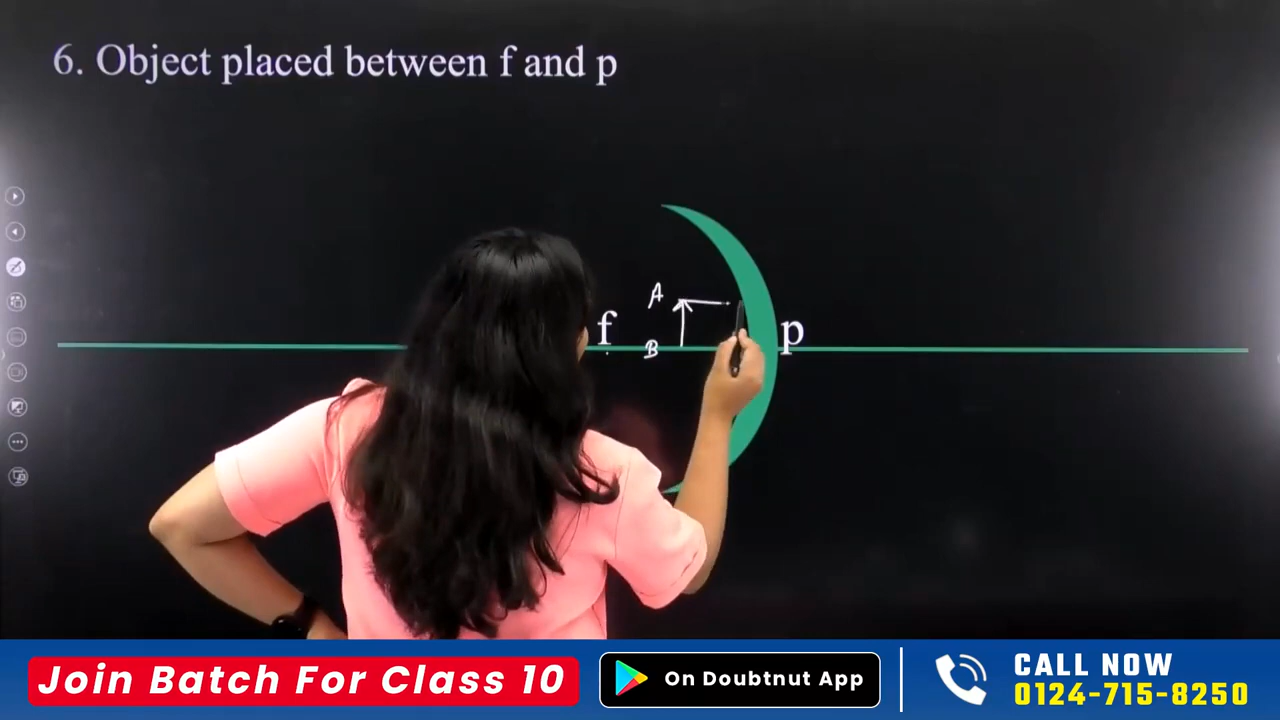 6. Object placed between f and p
A
f
p
B
Join Batch For Class 10
On Doubtnut App
CALL NOW
0124-715-8250